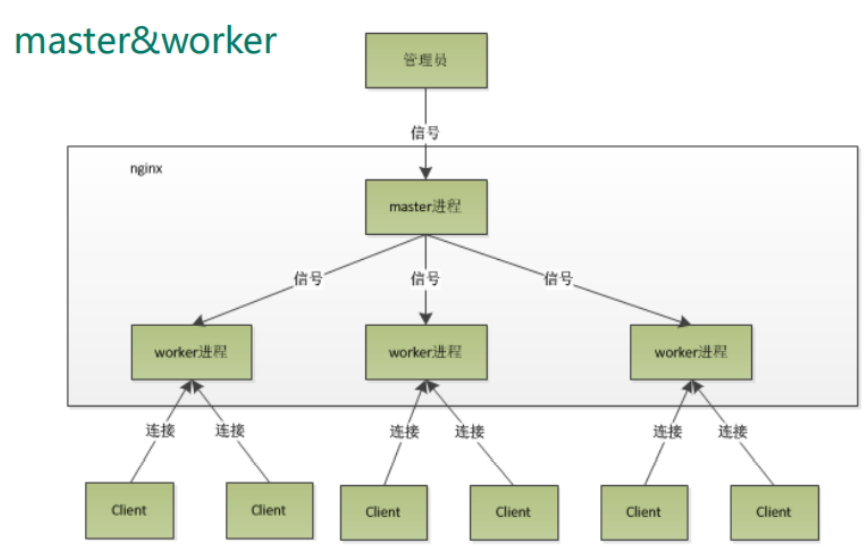 master&worker
管理员
信号
nginx
master进程
信号 信号 信号
worker进程 worker进程 worker进程
连接 连接 连接 连接 连接 连接
Client Client Client Client Client Client